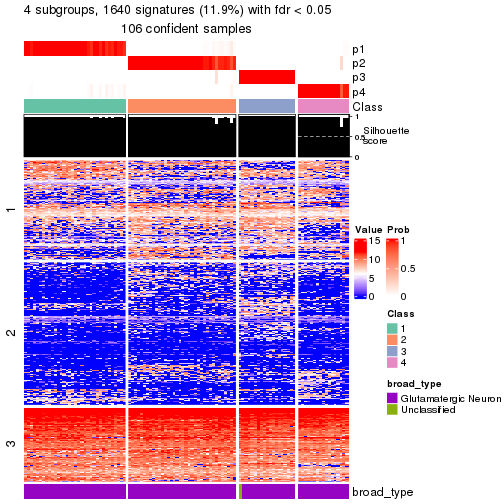 4 subgroups, 1640 signatures (11.9%) with fdr < 0.05
106 confident samples
p1
p2
p3
p4
Class
1
0.5
0
Silhouette
score
1
2
3
Value
15
10
5
0
Prob
1
0.5
0
Class
1
2
3
4
broad_type
Glutamatergic Neuron
Unclassified
broad_type